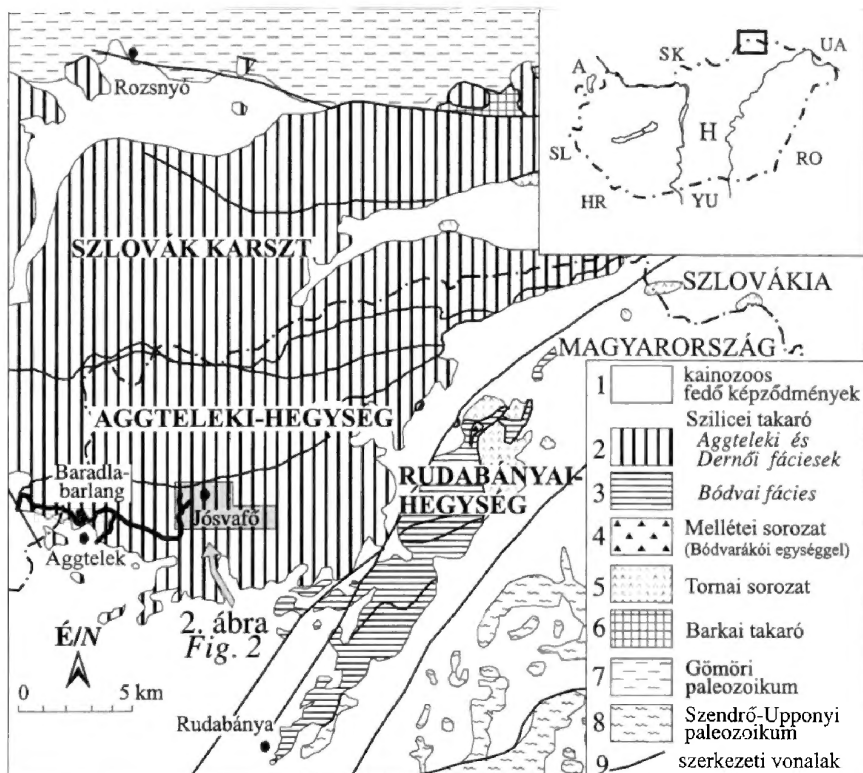 Rozsnyó
SK
UA
A
H
SL
RO
HR
YU
SZLOVÁK KARSZT
SZLOVÁKIA
MAGYARORSZÁG
AGGTELEKI-HEGYSÉG
RUDABÁNYAI-
HEGYSÉG
Baradla-
barlang
Jósvafő
Aggtelek
2. ábra
Fig. 2
É/N
0 5 km
Rudabánya
1 kainozoos
fedő képződmények
Szilicei takaró
2 Aggteleki és
Dernői fáciesek
3 Bódvai fácies
4 Mellétei sorozat
(Bódvarákói egységgel)
5 Tornai sorozat
6 Barkai takaró
7 Gömöri
paleozoikum
8 Szendrő-Upponyi
paleozoikum
9 szerkezeti vonalak